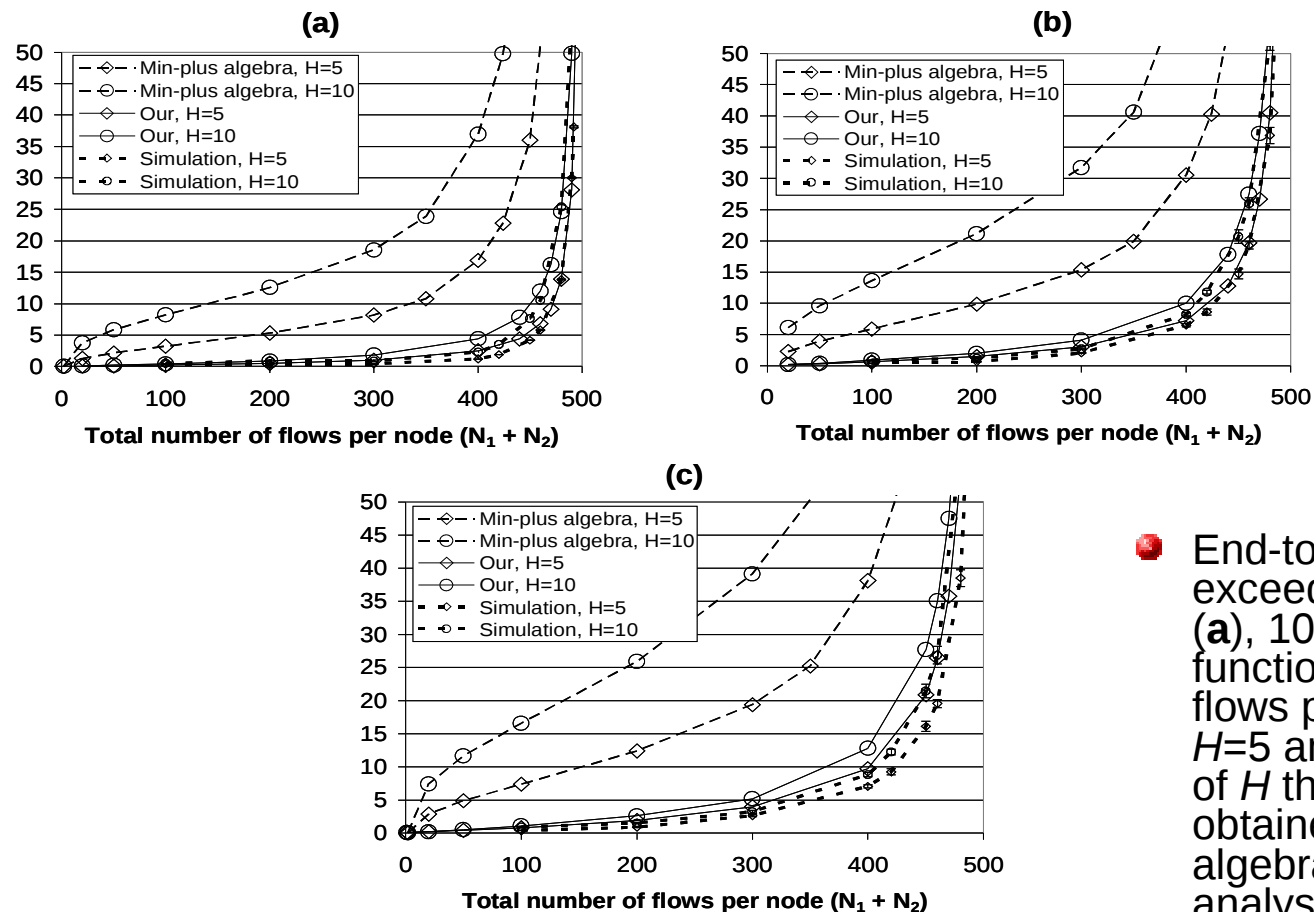 (a)
50
45
40
35
30
25
20
15
10
5
0
Min-plus algebra, H=5
Min-plus algebra, H=10
Our, H=5
Our, H=10
Simulation, H=5
Simulation, H=10
0 100 200 300 400 500
Total number of flows per node (N₁ + N₂)
(b)
50
45
40
35
30
25
20
15
10
5
0
Min-plus algebra, H=5
Min-plus algebra, H=10
Our, H=5
Our, H=10
Simulation, H=5
Simulation, H=10
0 100 200 300 400 500
Total number of flows per node (N₁ + N₂)
(c)
50
45
40
35
30
25
20
15
10
5
0
Min-plus algebra, H=5
Min-plus algebra, H=10
Our, H=5
Our, H=10
Simulation, H=5
Simulation, H=10
0 100 200 300 400 500
Total number of flows per node (N₁ + N₂)
End-to
exceed
(a), 10
functio
flows p
H=5 an
of H th
obtaine
algebra
analys